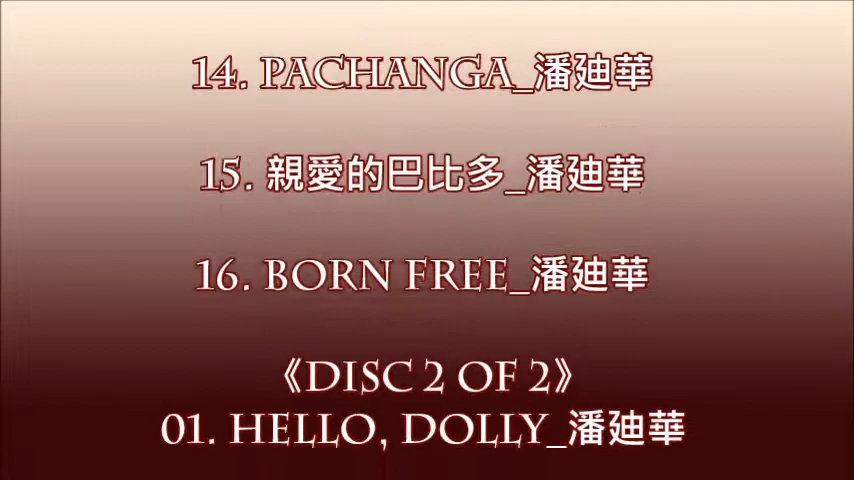 14. PACHANGA_潘迪華
15. 親愛的巴比多_潘迪華
16. BORN FREE_潘迪華
《DISC 2 OF 2》
01. HELLO, DOLLY_潘迪華